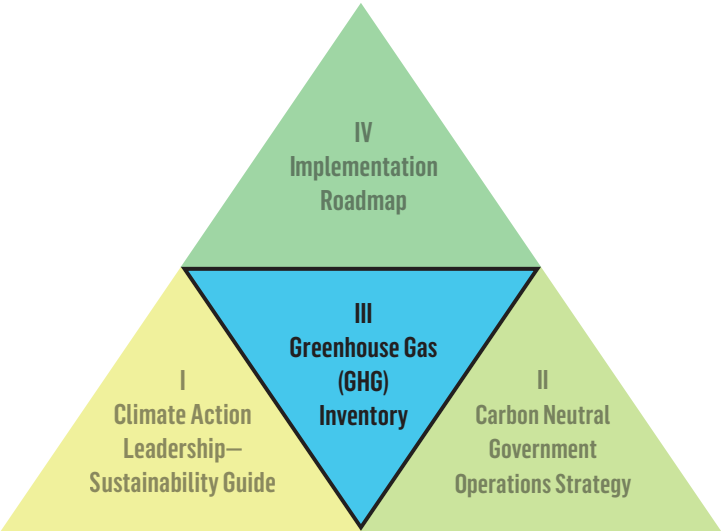 IV
Implementation
Roadmap
III
Greenhouse Gas
(GHG)
Inventory
I
Climate Action
Leadership—
Sustainability Guide
II
Carbon Neutral
Government
Operations Strategy